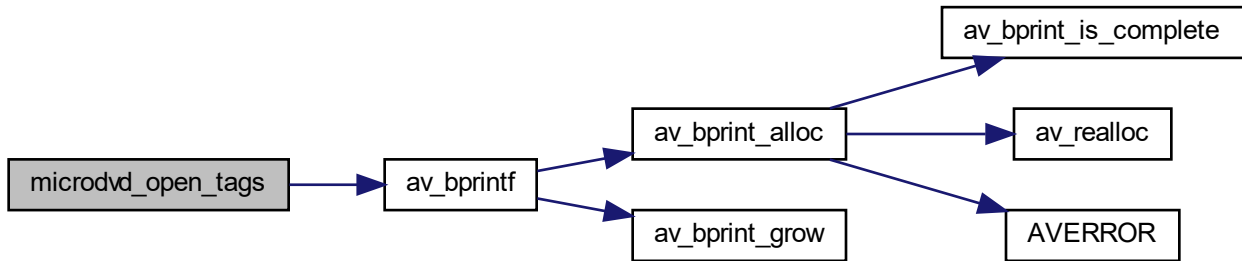 microdvd_open_tags
av_bprintf
av_bprint_alloc
av_bprint_grow
av_bprint_is_complete
av_realloc
AVERROR